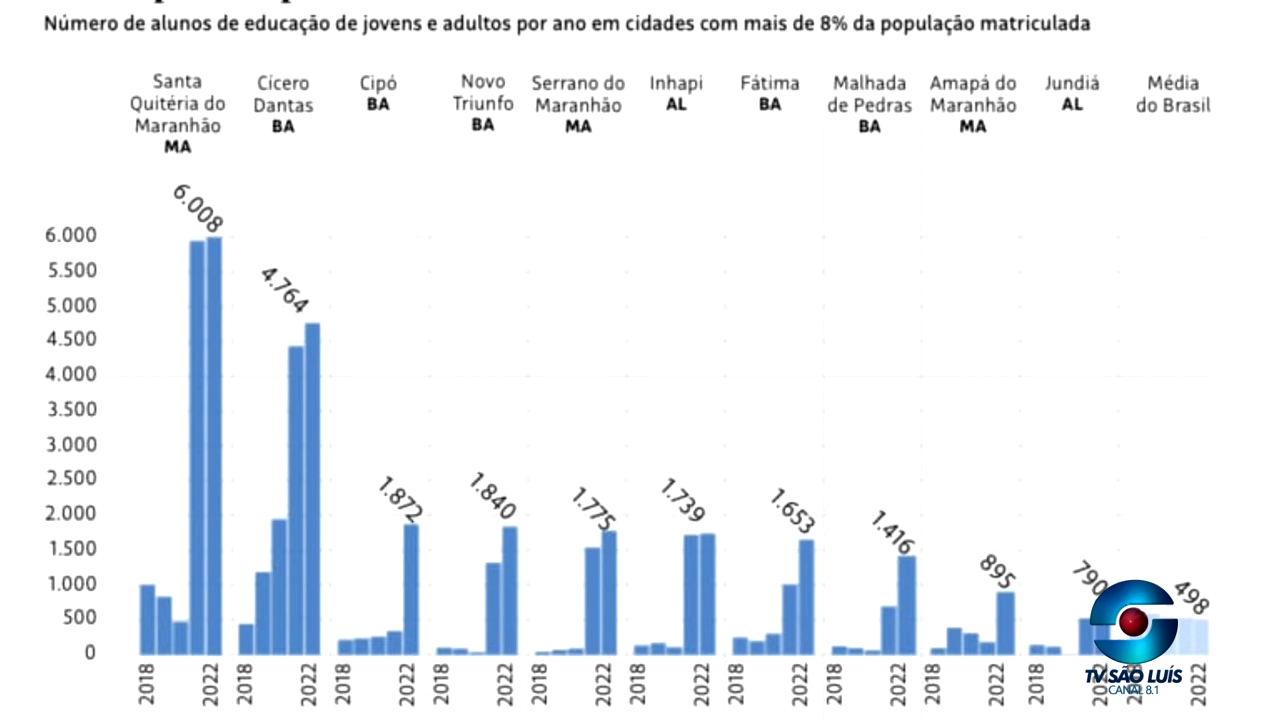 Número de alunos de educação de jovens e adultos por ano em cidades com mais de 8% da população matriculada
Santa
Quitéria do
Maranhão
MA
Cícero
Dantas
BA
Cipó
BA
Novo
Triunfo
BA
Serrano do
Maranhão
MA
Inhapi
AL
Fátima
BA
Malhada
de Pedras
BA
Amapá do
Maranhão
MA
Jundiá
AL
Média
do Brasil
6.008
4.764
1.872
1.840
1.775
1.739
1.653
1.416
895
790
498
6.000
5.500
5.000
4.500
4.000
3.500
3.000
2.500
2.000
1.500
1.000
500
0
2018
2022
2018
2022
2018
2022
2018
2022
2018
2022
2018
2022
2018
2022
2018
2022
2018
2022
2018
2022
2018
2022
TV SÃO LUÍS
CANAL 8.1